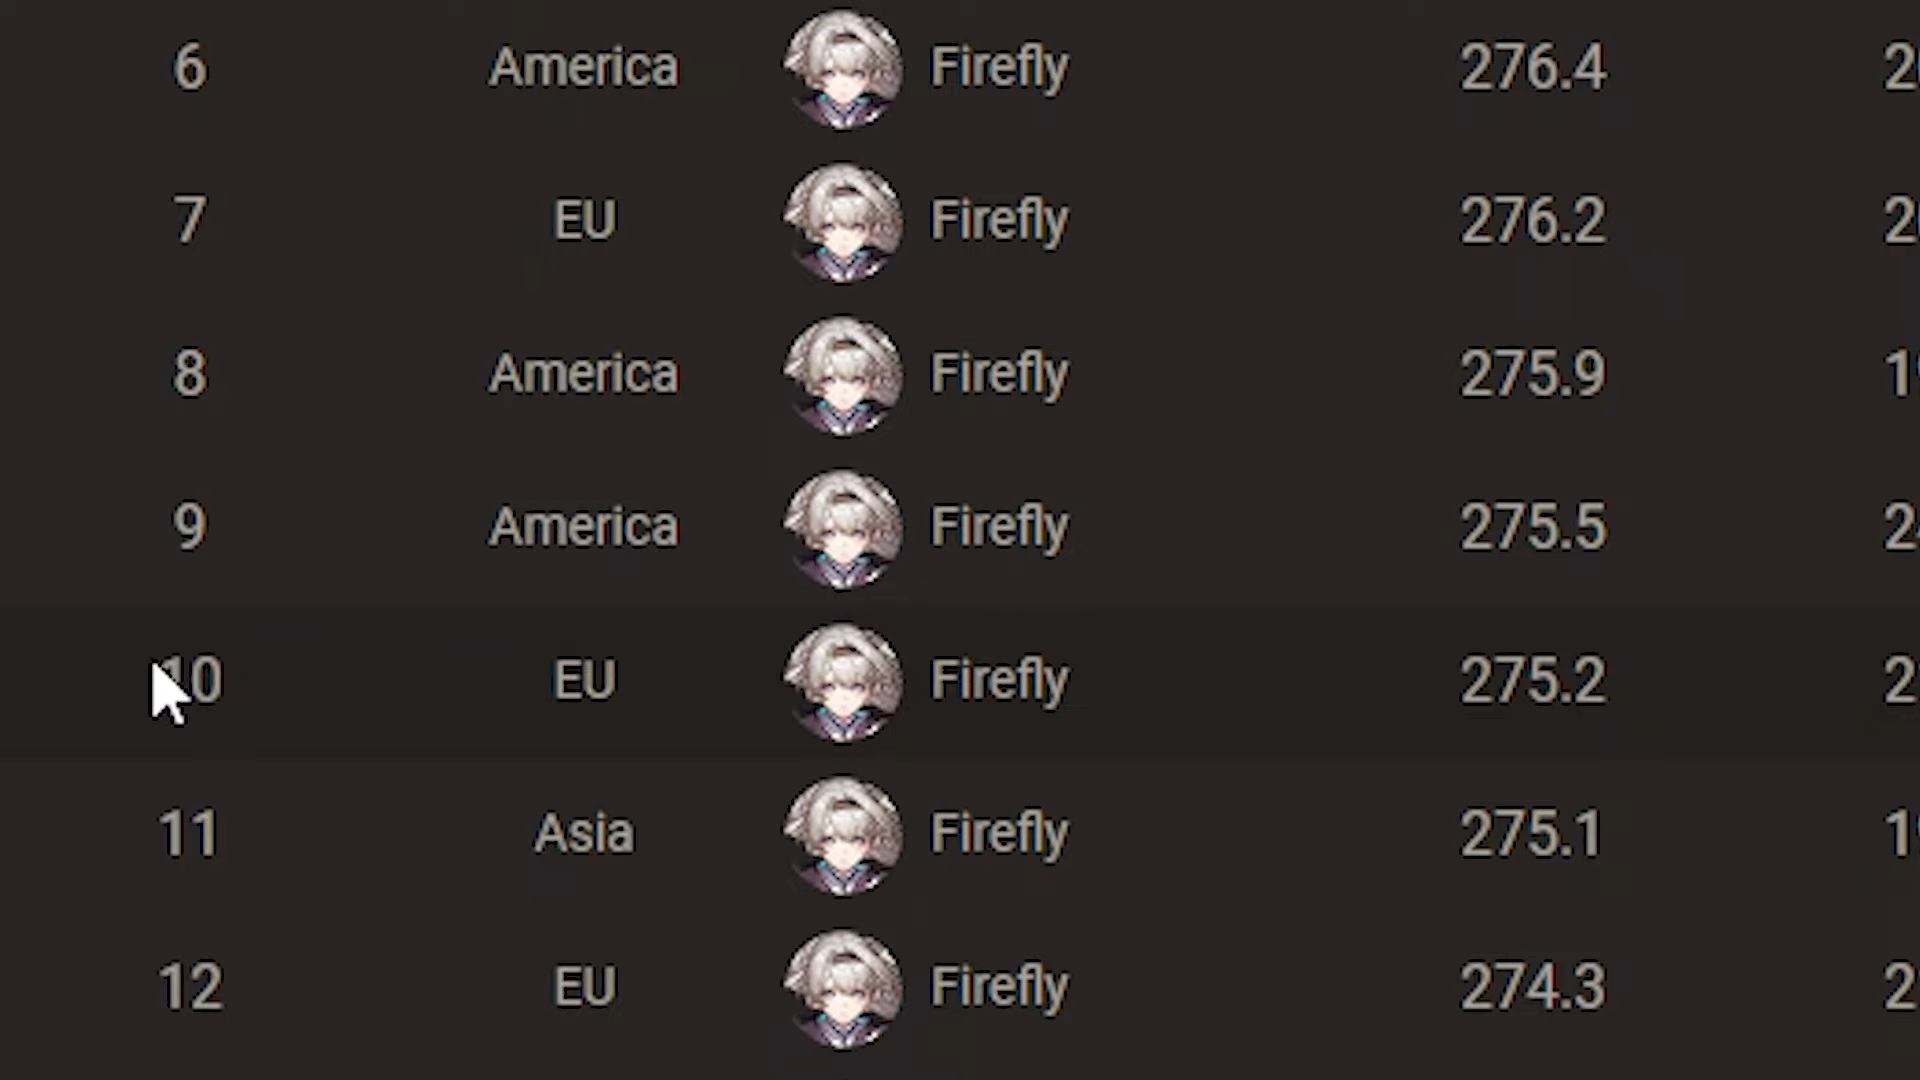 6 America Firefly 276.4
7 EU Firefly 276.2
8 America Firefly 275.9
9 America Firefly 275.5
10 EU Firefly 275.2
11 Asia Firefly 275.1
12 EU Firefly 274.3